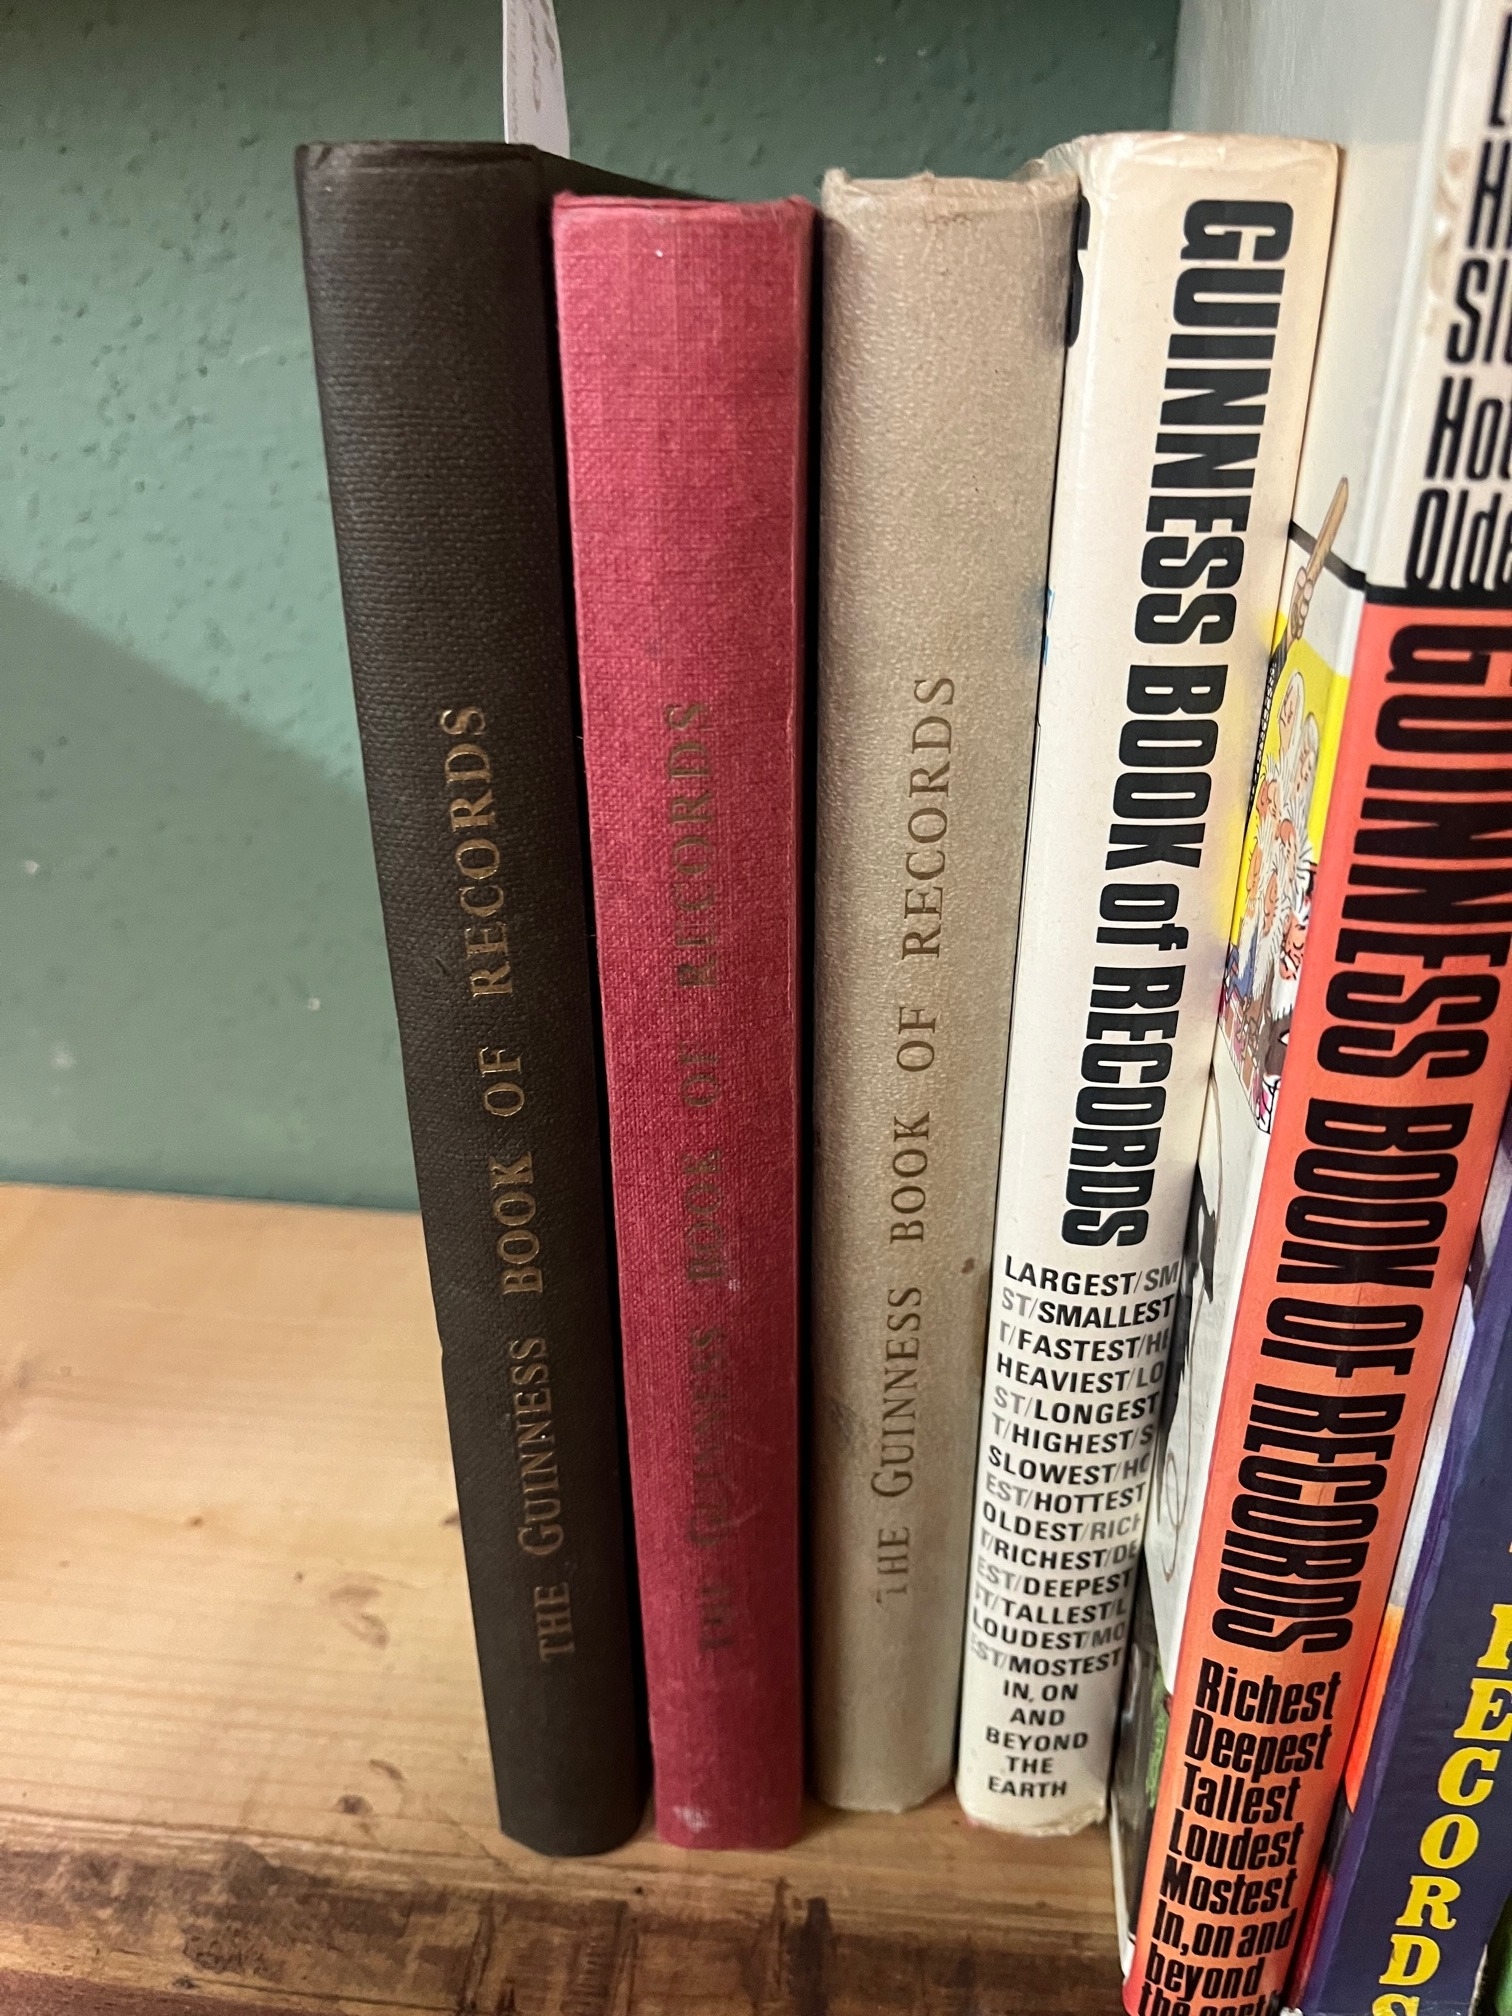 THE GUINNESS BOOK OF RECORDS
THE GUINNESS BOOK OF RECORDS
THE GUINNESS BOOK OF RECORDS
GUINNESS BOOK of RECORDS
LARGEST/SM
ST/SMALLEST
T/FASTEST/HE
HEAVIEST/LO
ST/LONGEST
T/HIGHEST/S
SLOWEST/HO
EST/HOTTEST
OLDEST/RICH
T/RICHEST/DE
EST/DEEPEST
ST/TALLEST/L
LOUDEST/MO
EST/MOSTEST
IN, ON
AND
BEYOND
THE
EARTH
GUINNESS BOOK OF RECORDS
Richest
Deepest
Tallest
Loudest
Mostest
In,on and
beyond
RECORDS